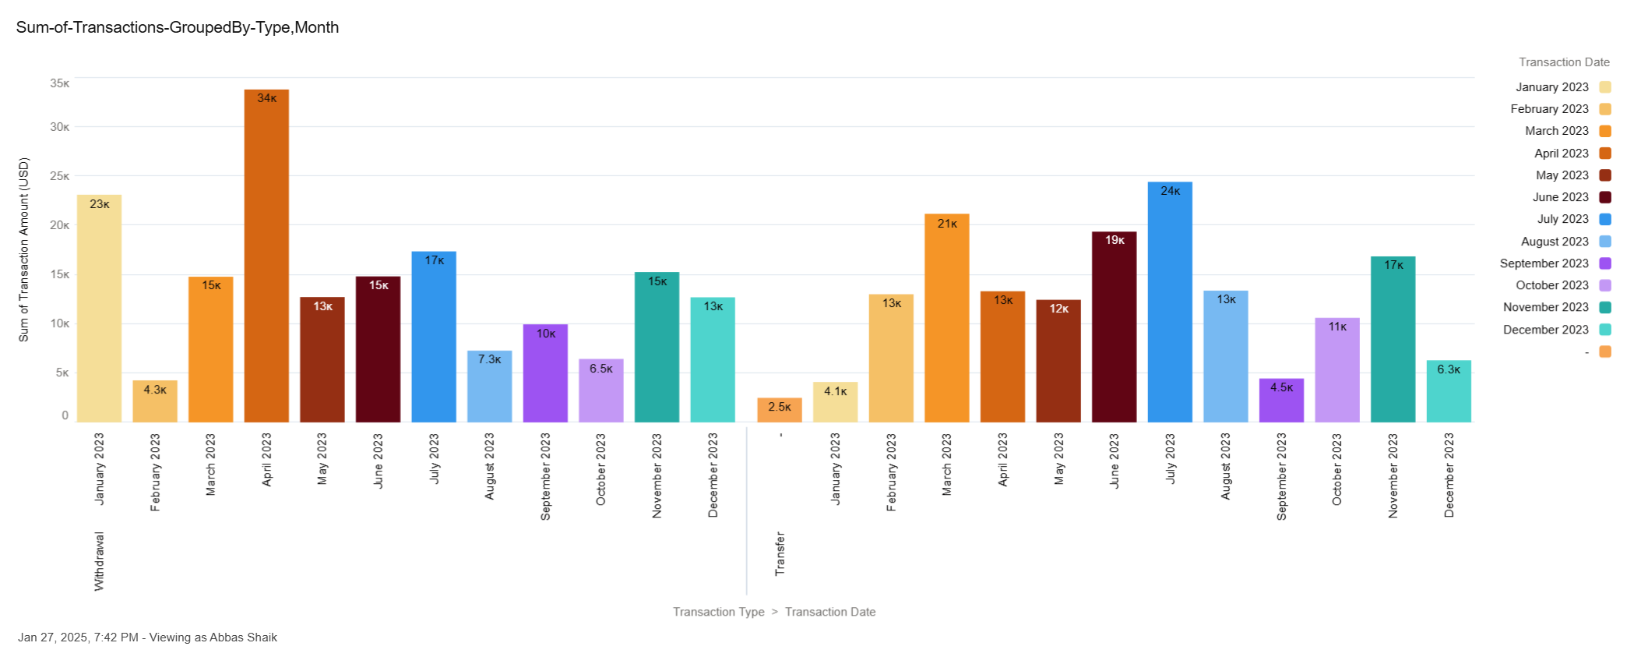 Sum-of-Transactions-GroupedBy-Type,Month
Transaction Date
January 2023
February 2023
March 2023
April 2023
May 2023
June 2023
July 2023
August 2023
September 2023
October 2023
November 2023
December 2023
-
Sum of Transaction Amount (USD)
35K
30K
25K
20K
15K
10K
5K
0
23K
4.3K
15K
34K
13K
15K
17K
7.3K
10K
6.5K
15K
13K
2.5K
4.1K
13K
21K
13K
12K
19K
24K
13K
4.5K
11K
17K
6.3K
January 2023
February 2023
March 2023
April 2023
May 2023
June 2023
July 2023
August 2023
September 2023
October 2023
November 2023
December 2023
-
January 2023
February 2023
March 2023
April 2023
May 2023
June 2023
July 2023
August 2023
September 2023
October 2023
November 2023
December 2023
Withdrawal
Transfer
Transaction Type > Transaction Date
Jan 27, 2025, 7:42 PM - Viewing as Abbas Shaik